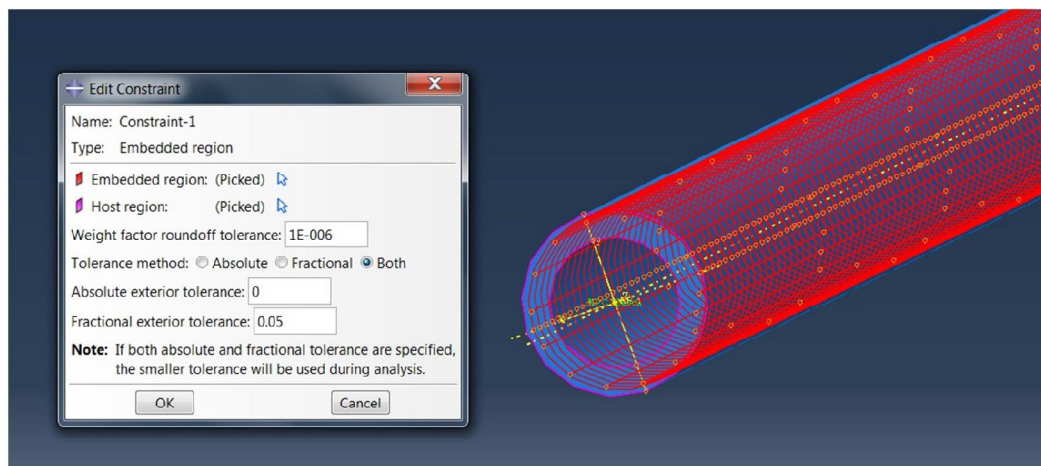 Edit Constraint
Name: Constraint-1
Type: Embedded region
Embedded region: (Picked)
Host region: (Picked)
Weight factor roundoff tolerance: 1E-006
Tolerance method: Absolute Fractional Both
Absolute exterior tolerance: 0
Fractional exterior tolerance: 0.05
Note: If both absolute and fractional tolerance are specified,
the smaller tolerance will be used during analysis.
OK Cancel